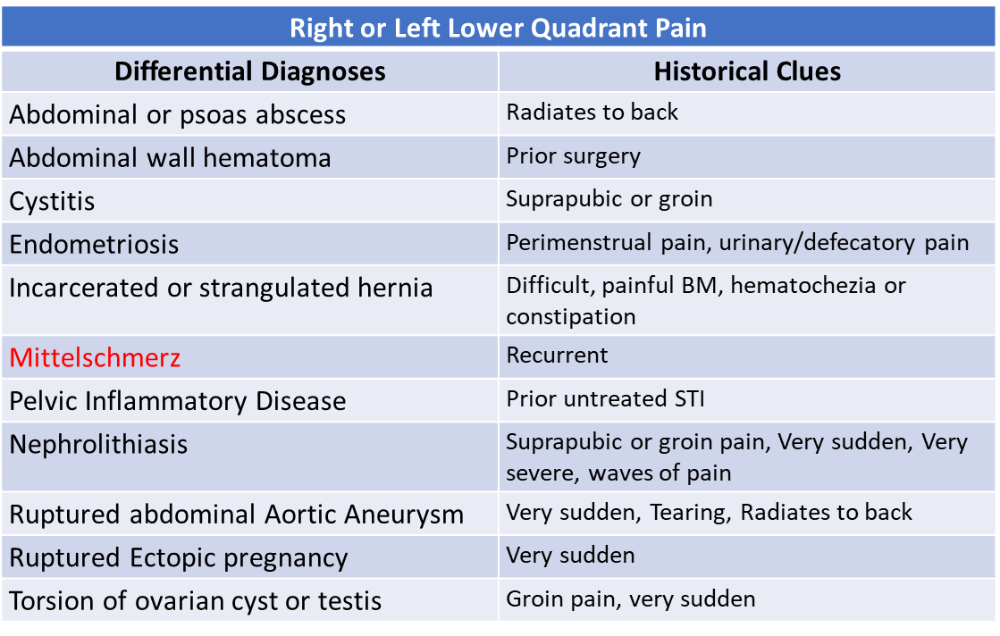 Right or Left Lower Quadrant Pain
Differential Diagnoses Historical Clues
Abdominal or psoas abscess Radiates to back
Abdominal wall hematoma Prior surgery
Cystitis Suprapubic or groin
Endometriosis Perimenstrual pain, urinary/defecatory pain
Incarcerated or strangulated hernia Difficult, painful BM, hematochezia or
constipation
Mittelschmerz Recurrent
Pelvic Inflammatory Disease Prior untreated STI
Nephrolithiasis Suprapubic or groin pain, Very sudden, Very
severe, waves of pain
Ruptured abdominal Aortic Aneurysm Very sudden, Tearing, Radiates to back
Ruptured Ectopic pregnancy Very sudden
Torsion of ovarian cyst or testis Groin pain, very sudden